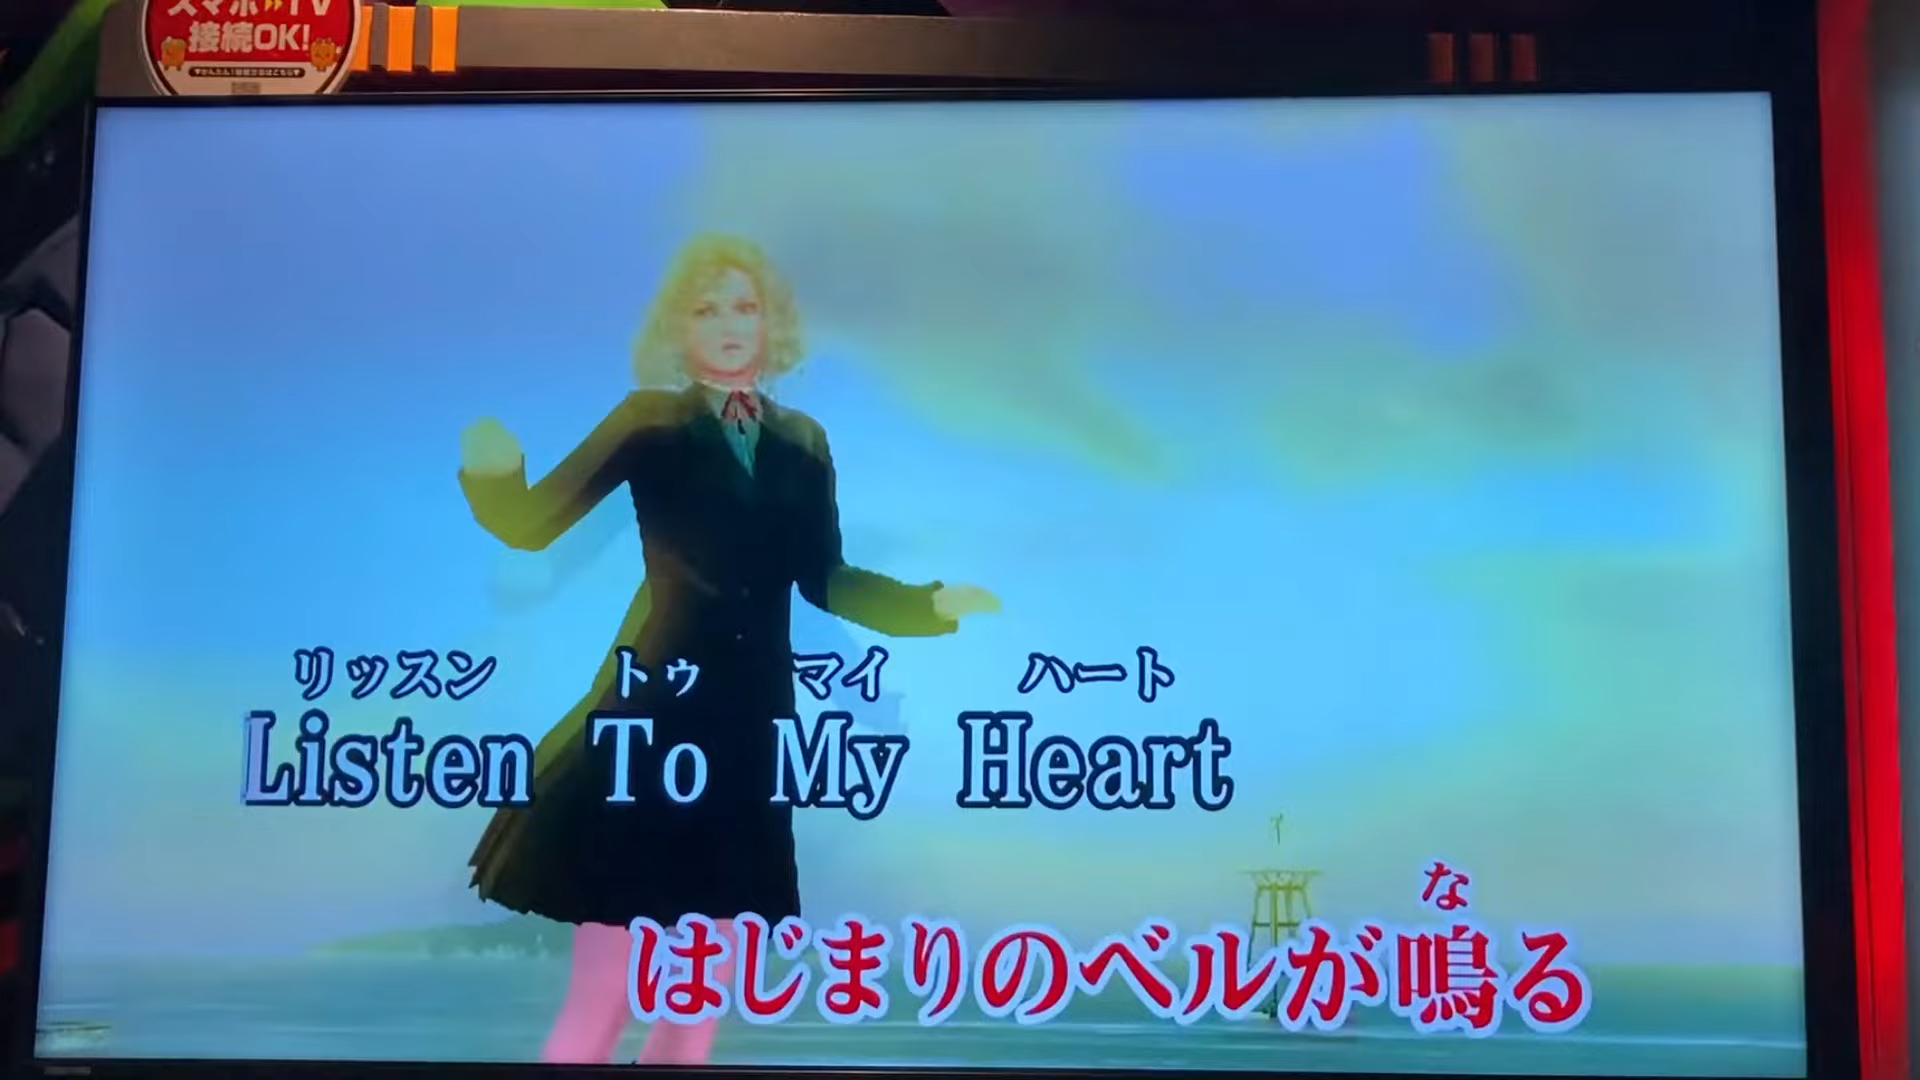 スマホ TV
接続OK!
リッスン トゥ マイ ハート
Listen To My Heart
な
はじまりのベルが鳴る